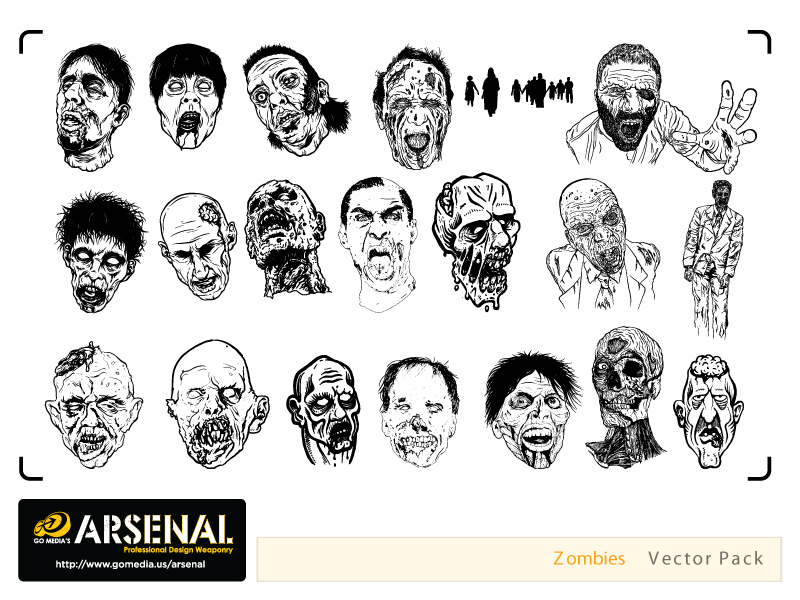 GO MEDIA'S ARSENAL
Professional Design Weaponry
http://www.gomedia.us/arsenal
Zombies Vector Pack